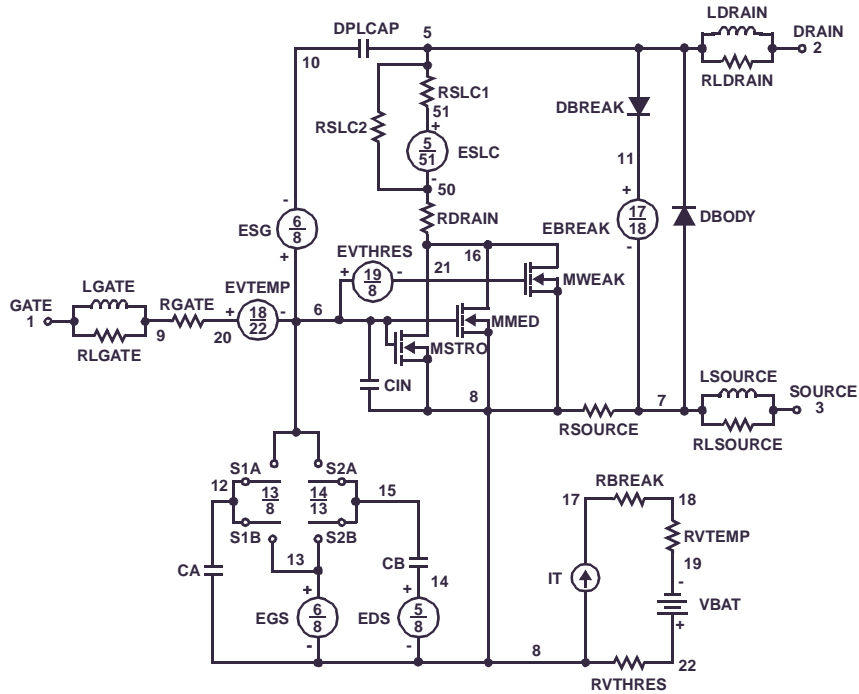 LDRAIN
DPLCAP 5 DRAIN
2
10
RLDRAIN
RSLC1
51
DBREAK
RSLC2
+
5
51
ESLC
-
50
11
-
+
6
8
ESG
+
RDRAIN
17
18
EBREAK
-
DBODY
EVTHRES
16
+ 19
8 - 21
MWEAK
LGATE
EVTEMP
GATE
1
RGATE
+ 18
22 -
6
MMED
9
20
RLGATE
MSTRO
CIN
8
7
LSOURCE
SOURCE
3
RSOURCE
RLSOURCE
S1A S2A
12
13
8
14
13
15
S1B S2B
13
CA
CB
14
+
EGS
6
8
-
+
EDS
5
8
-
RBREAK
17 18
RVTEMP
19
IT
-
VBAT
+
8
22
RVTHRES